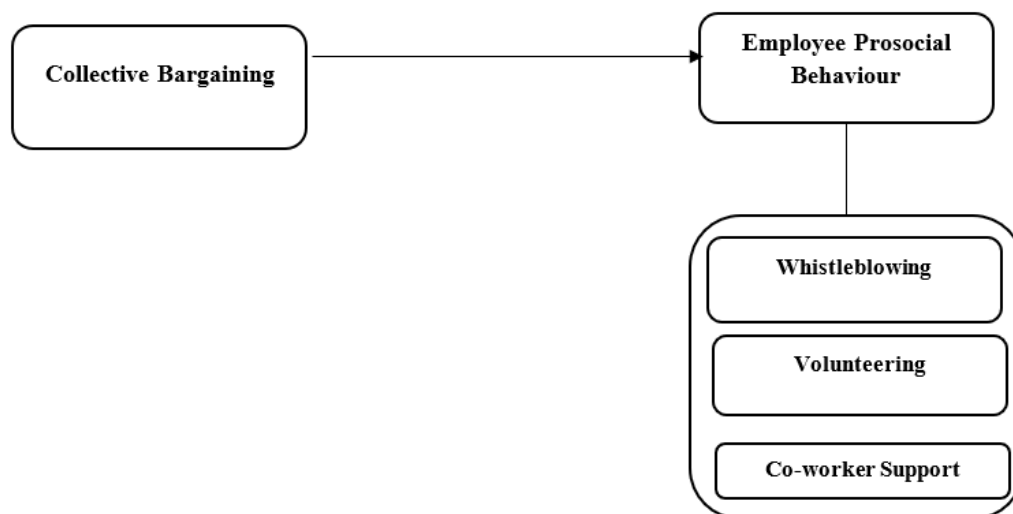 Collective Bargaining
Employee Prosocial
Behaviour
Whistleblowing
Volunteering
Co-worker Support